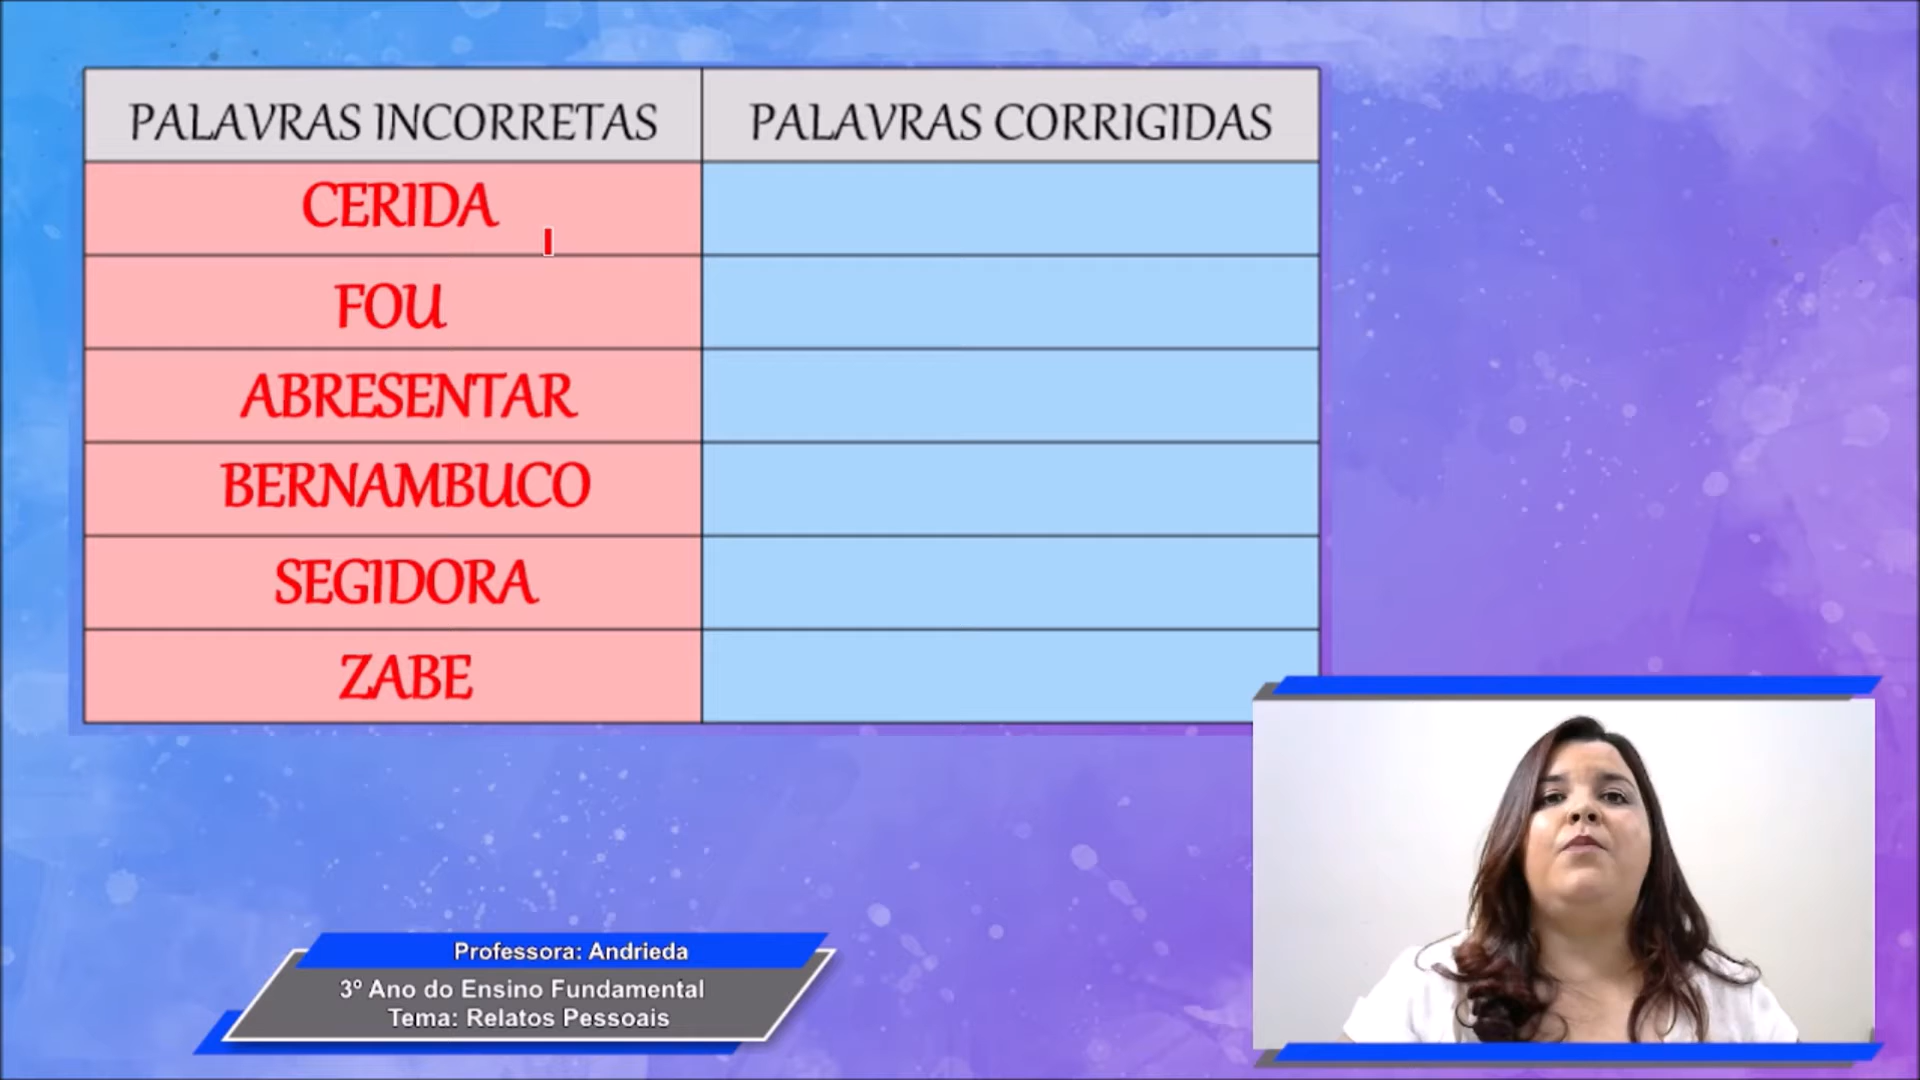 PALAVRAS INCORRETAS PALAVRAS CORRIGIDAS
CERIDA
FOU
ABRESENTAR
BERNAMBUCO
SEGIDORA
ZABE
Professora: Andrieda
3º Ano do Ensino Fundamental
Tema: Relatos Pessoais